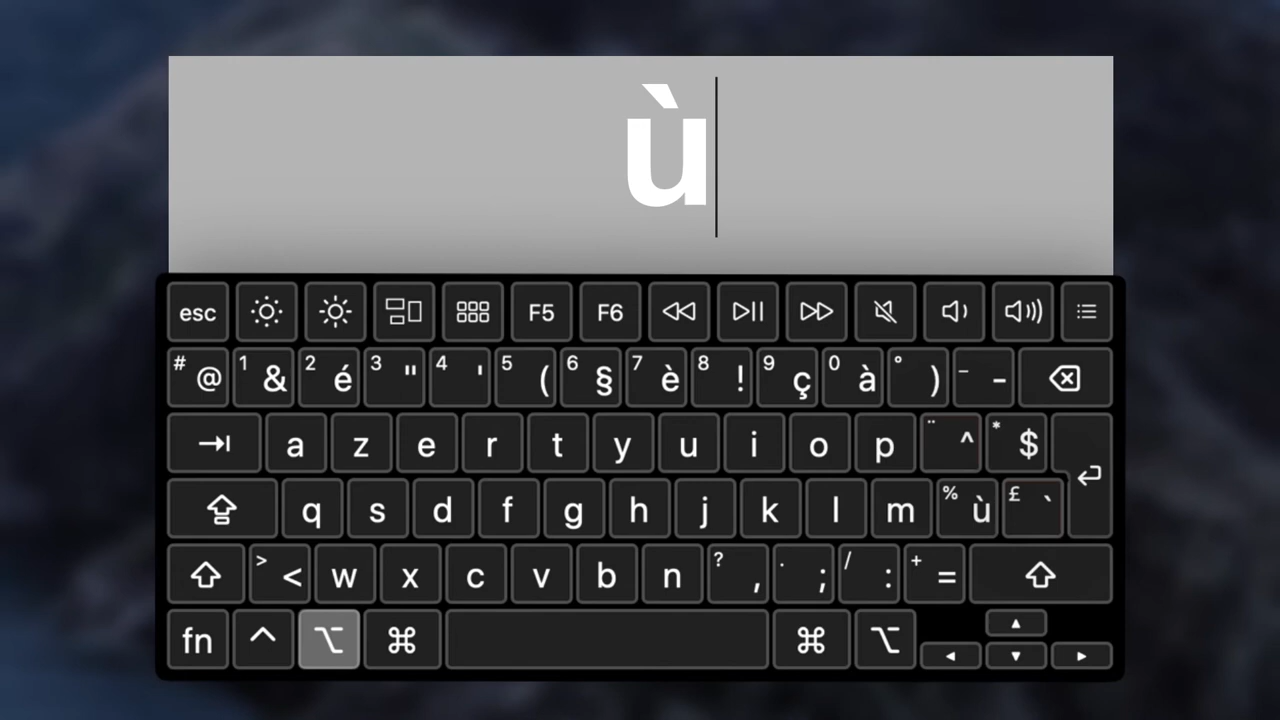 ù
esc F5 F6
# @ 1 & 2 é 3 " 4 ' 5 ( 6 § 7 è 8 ! 9 ç 0 à ° ) _ -
a z e r t y u i o p ¨ ^ * $
q s d f g h j k l m % ù £ `
> < w x c v b n ? , . ; / : + =
fn ^ ⌥ ⌘ ⌘ ⌥